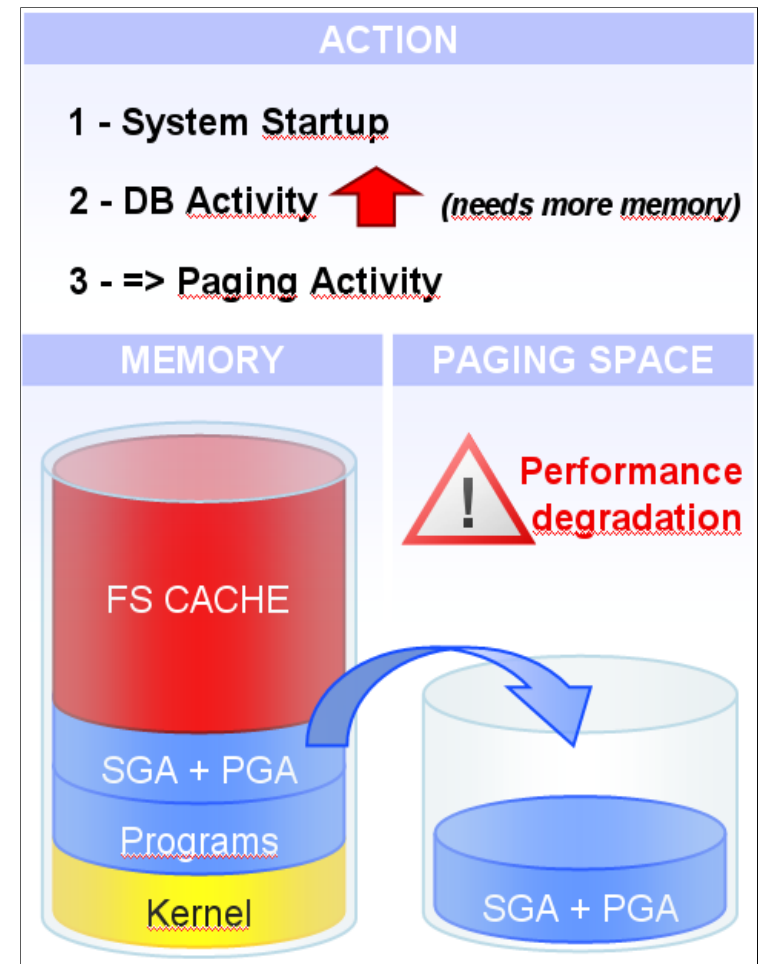 ACTION
1 - System Startup
2 - DB Activity (needs more memory)
3 - => Paging Activity
MEMORY
PAGING SPACE
!
Performance
degradation
FS CACHE
SGA + PGA
Programs
Kernel
SGA + PGA